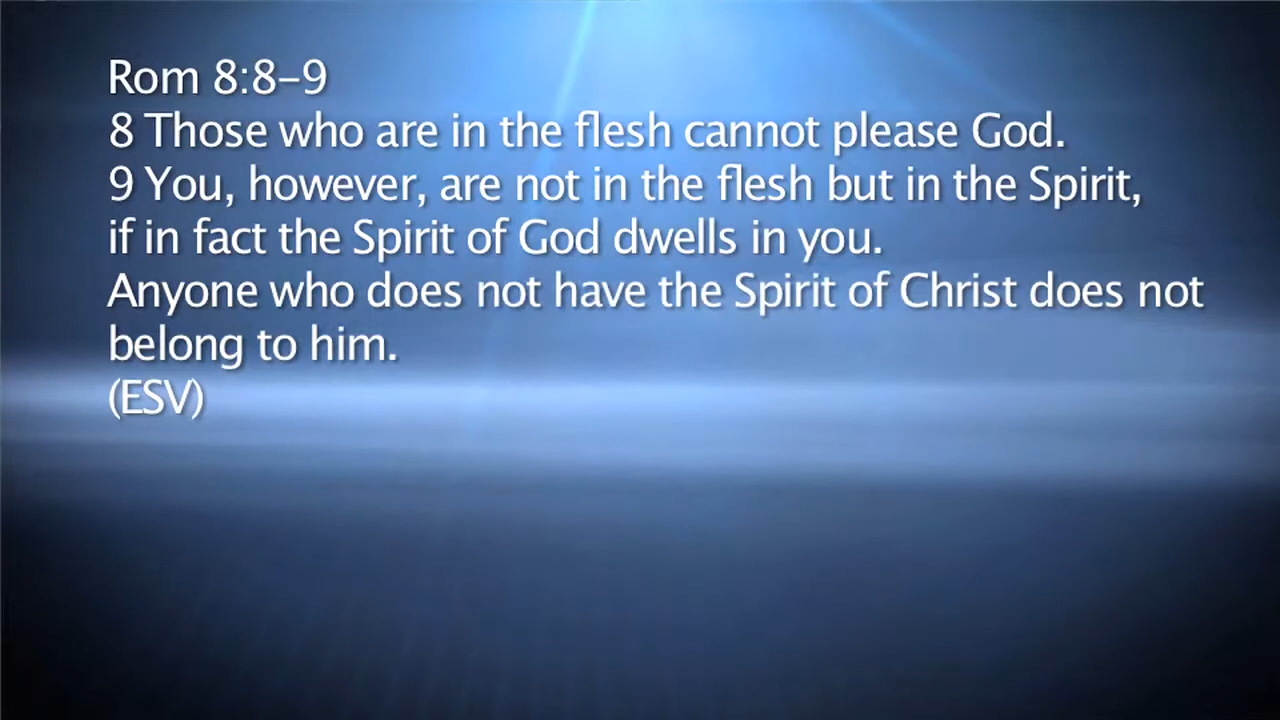 Rom 8:8–9
8 Those who are in the flesh cannot please God.
9 You, however, are not in the flesh but in the Spirit,
if in fact the Spirit of God dwells in you.
Anyone who does not have the Spirit of Christ does not
belong to him.
(ESV)